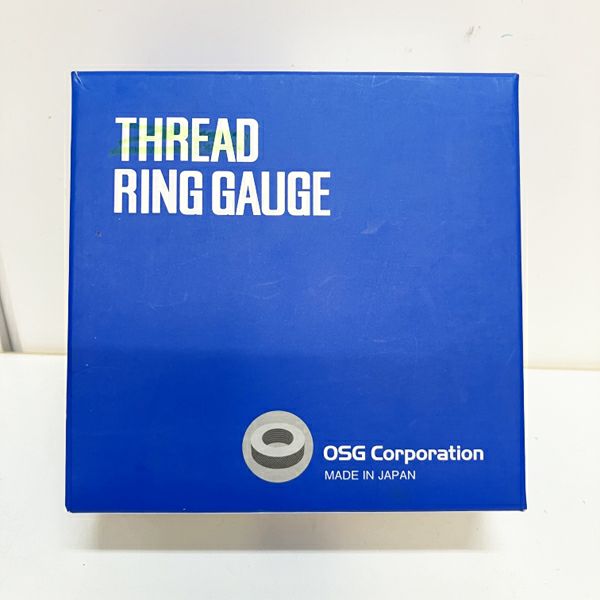 THREAD
RING GAUGE
OSG Corporation
MADE IN JAPAN